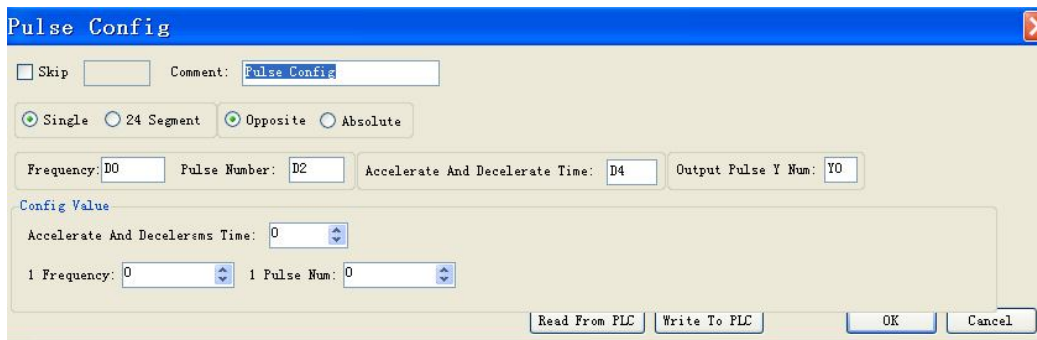 Pulse Config
Skip Comment: Pulse Config
Single 24 Segment Opposite Absolute
Frequency: D0 Pulse Number: D2 Accelerate And Decelerate Time: D4 Output Pulse Y Num: Y0
Config Value
Accelerate And Decelerems Time: 0
1 Frequency: 0 1 Pulse Num: 0
Read From PLC Write To PLC OK Cancel